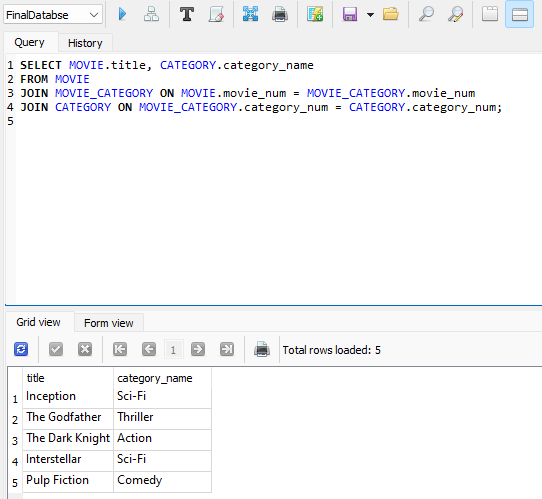 FinalDatabse
Query History
1 SELECT MOVIE.title, CATEGORY.category_name
2 FROM MOVIE
3 JOIN MOVIE_CATEGORY ON MOVIE.movie_num = MOVIE_CATEGORY.movie_num
4 JOIN CATEGORY ON MOVIE_CATEGORY.category_num = CATEGORY.category_num;
5
Grid view Form view
1 Total rows loaded: 5
title category_name
1 Inception Sci-Fi
2 The Godfather Thriller
3 The Dark Knight Action
4 Interstellar Sci-Fi
5 Pulp Fiction Comedy